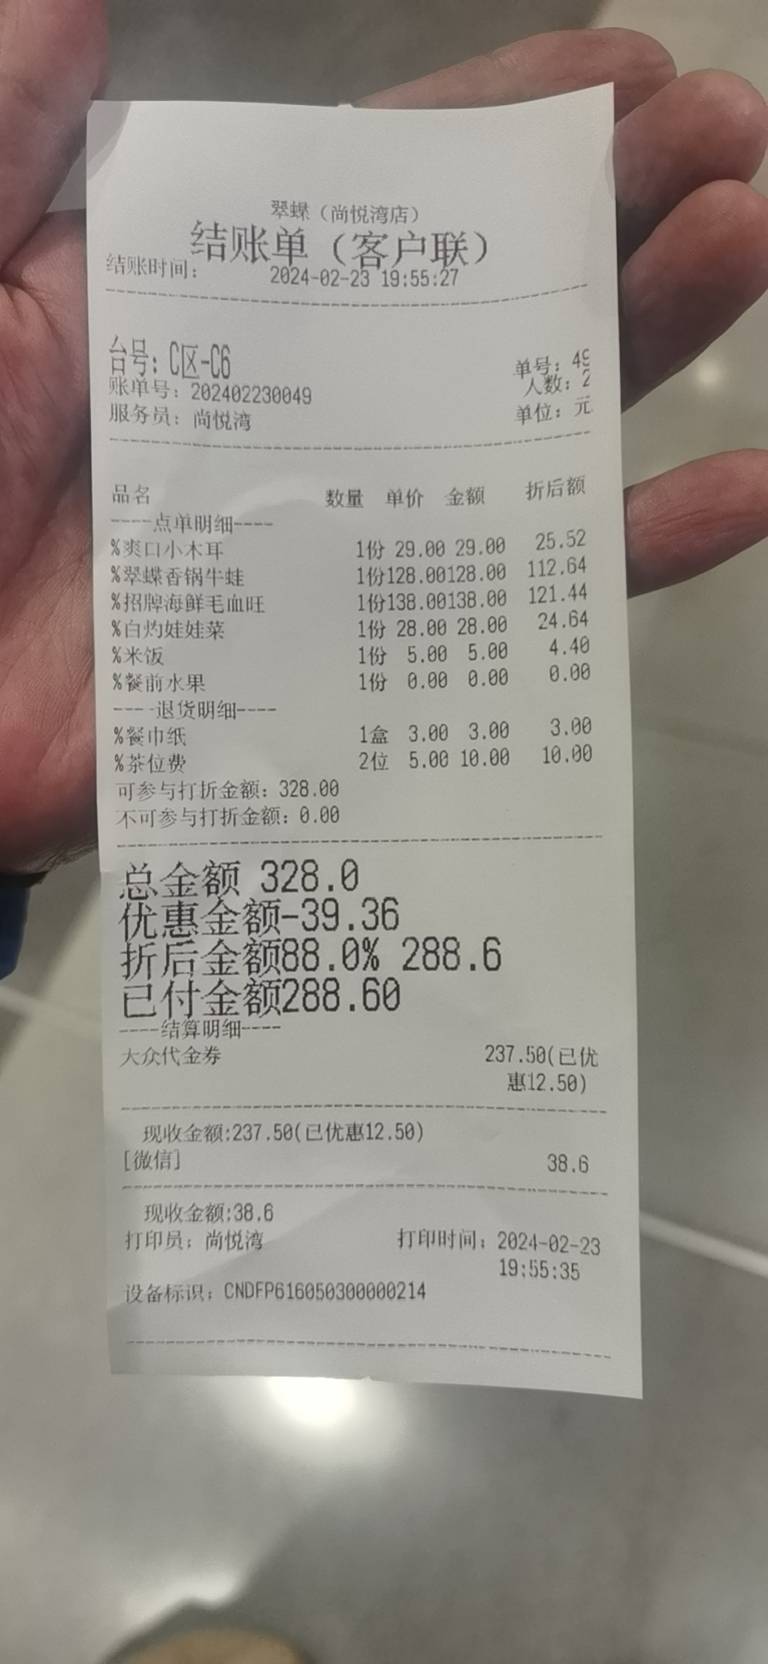 翠蝶（尚悦湾店）
结账单（客户联）
结账时间： 2024-02-23 19:55:27
台号：C区-C6
单号：49
账单号：202402230049 人数：2
服务员：尚悦湾 单位：元
品名 数量 单价 金额 折后额
----点单明细----
%爽口小木耳 1份 29.00 29.00 25.52
%翠蝶香锅牛蛙 1份128.00128.00 112.64
%招牌海鲜毛血旺 1份138.00138.00 121.44
%白灼娃娃菜 1份 28.00 28.00 24.64
%米饭 1份 5.00 5.00 4.40
%餐前水果 1份 0.00 0.00 0.00
----退货明细----
%餐巾纸 1盒 3.00 3.00 3.00
%茶位费 2位 5.00 10.00 10.00
可参与打折金额：328.00
不可参与打折金额：0.00
总金额 328.0
优惠金额-39.36
折后金额88.0% 288.6
已付金额288.60
----结算明细----
大众代金券 237.50(已优
惠12.50)
现收金额:237.50(已优惠12.50)
[微信] 38.6
现收金额:38.6
打印员：尚悦湾 打印时间：2024-02-23
19:55:35
设备标识：CNDFP616050300000214